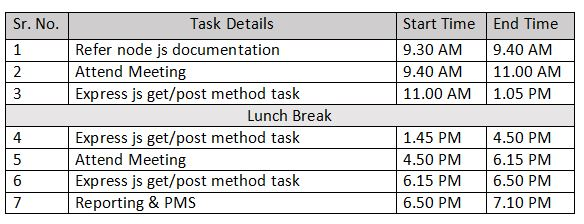 Sr. No. Task Details Start Time End Time
1 Refer node js documentation 9.30 AM 9.40 AM
2 Attend Meeting 9.40 AM 11.00 AM
3 Express js get/post method task 11.00 AM 1.05 PM
Lunch Break
4 Express js get/post method task 1.45 PM 4.50 PM
5 Attend Meeting 4.50 PM 6.15 PM
6 Express js get/post method task 6.15 PM 6.50 PM
7 Reporting & PMS 6.50 PM 7.10 PM